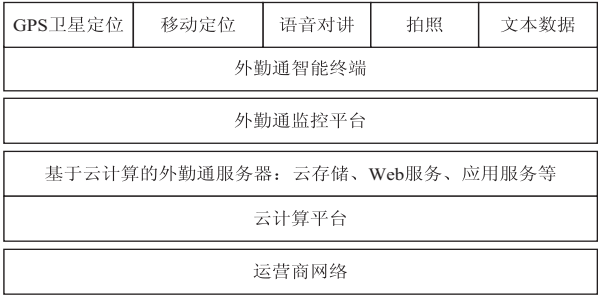 GPS卫星定位 移动定位 语音对讲 拍照 文本数据
外勤通智能终端
外勤通监控平台
基于云计算的外勤通服务器：云存储、Web服务、应用服务等
云计算平台
运营商网络